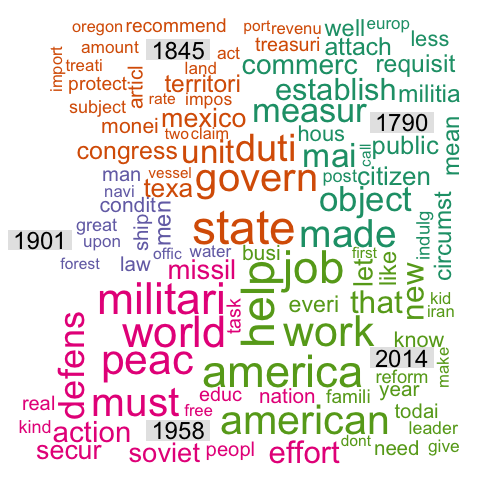 oregon recommend port revenu well europ
amount 1845 act treasuri attach less
import treati land commerc requisit
protect articl territori establish militia
subject rate impos measur
monei mexico hous 1790
two claim call public mean
congress unit duti mai
man vessel texa govern post citizen
navi condit men object
great ship state made indulg circumst
1901 upon
offic water busi first
forest law missil help job let like new
militari task everi that kid
iran
world work know
defens peac 2014 make
america reform
must educ nation famili year
real free american todai
kind action 1958 leader
soviet peopl effort dont need give
secur